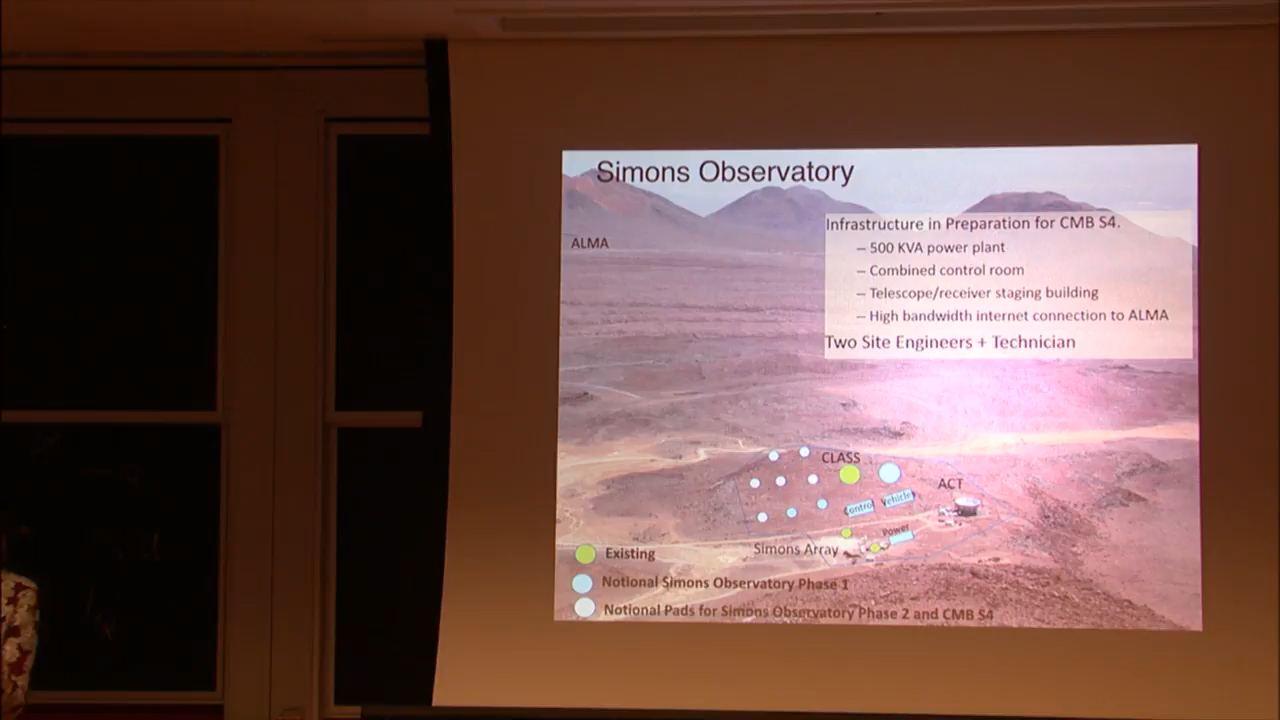 Simons Observatory
Infrastructure in Preparation for CMB S4.
– 500 KVA power plant
– Combined control room
– Telescope/receiver staging building
– High bandwidth internet connection to ALMA
Two Site Engineers + Technician
ALMA
CLASS
ACT
Control
Vehicles
Power
Simons Array
Existing
Notional Simons Observatory Phase 1
Notional Pads for Simons Observatory Phase 2 and CMB S4